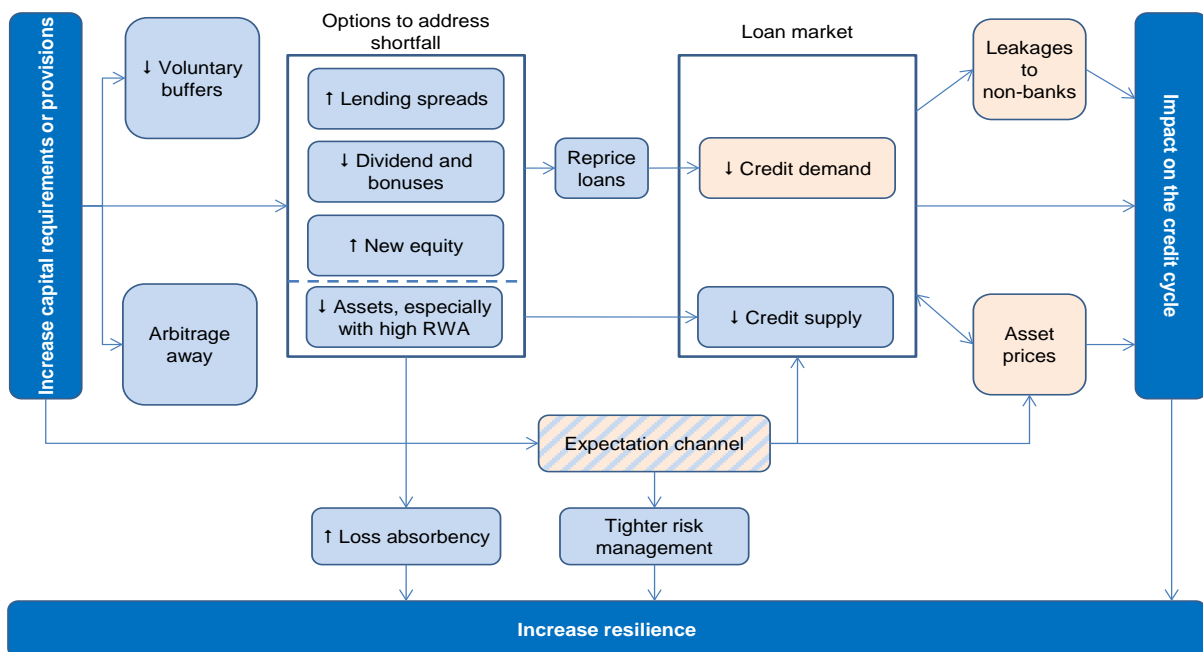 Increase capital requirements or provisions
↓ Voluntary
buffers
Arbitrage
away
Options to address
shortfall
↑ Lending spreads
↓ Dividend and
bonuses
↑ New equity
↓ Assets, especially
with high RWA
Reprice
loans
Loan market
↓ Credit demand
↓ Credit supply
Leakages
to
non-banks
Asset
prices
Impact on the credit cycle
Expectation channel
↑ Loss absorbency
Tighter risk
management
Increase resilience